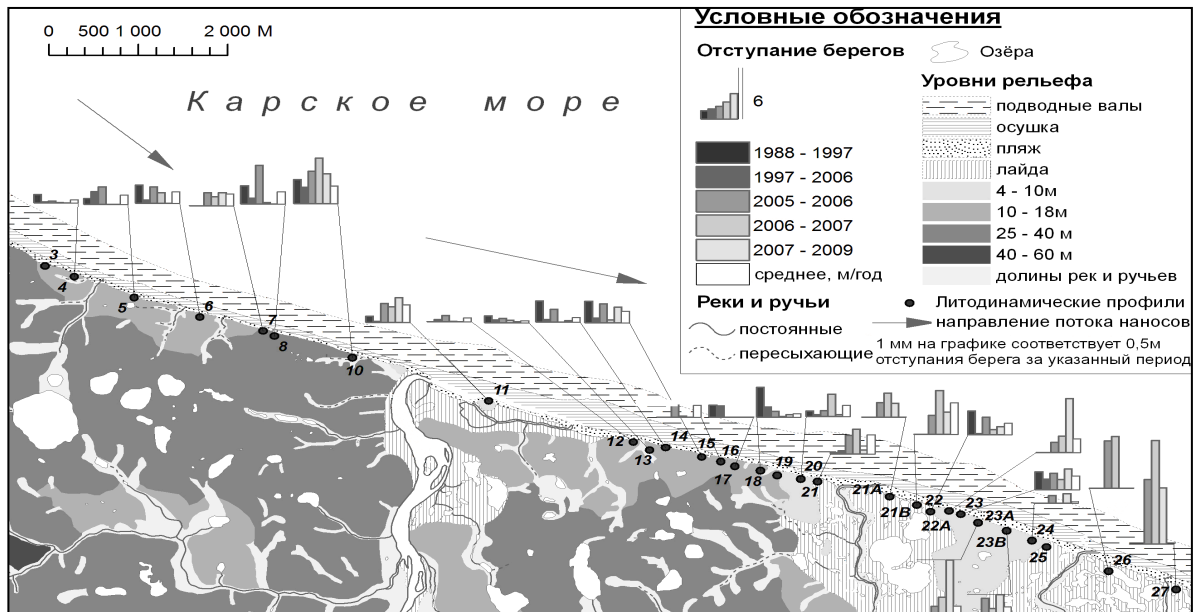 0 500 1 000 2 000 М
Карское море
Условные обозначения
Отступание берегов
6
1988 - 1997
1997 - 2006
2005 - 2006
2006 - 2007
2007 - 2009
среднее, м/год
Реки и ручьи
постоянные
пересыхающие
Озёра
Уровни рельефа
подводные валы
осушка
пляж
лайда
4 - 10м
10 - 18м
25 - 40 м
40 - 60 м
долины рек и ручьев
Литодинамические профили
направление потока наносов
1 мм на графике соответствует 0,5м
отступания берега за указанный период
3
4
5
6
7
8
10
11
12
13
14
15
16
17
18
19
20
21
21А
21В
22
22А
23
23А
23В
24
25
26
27